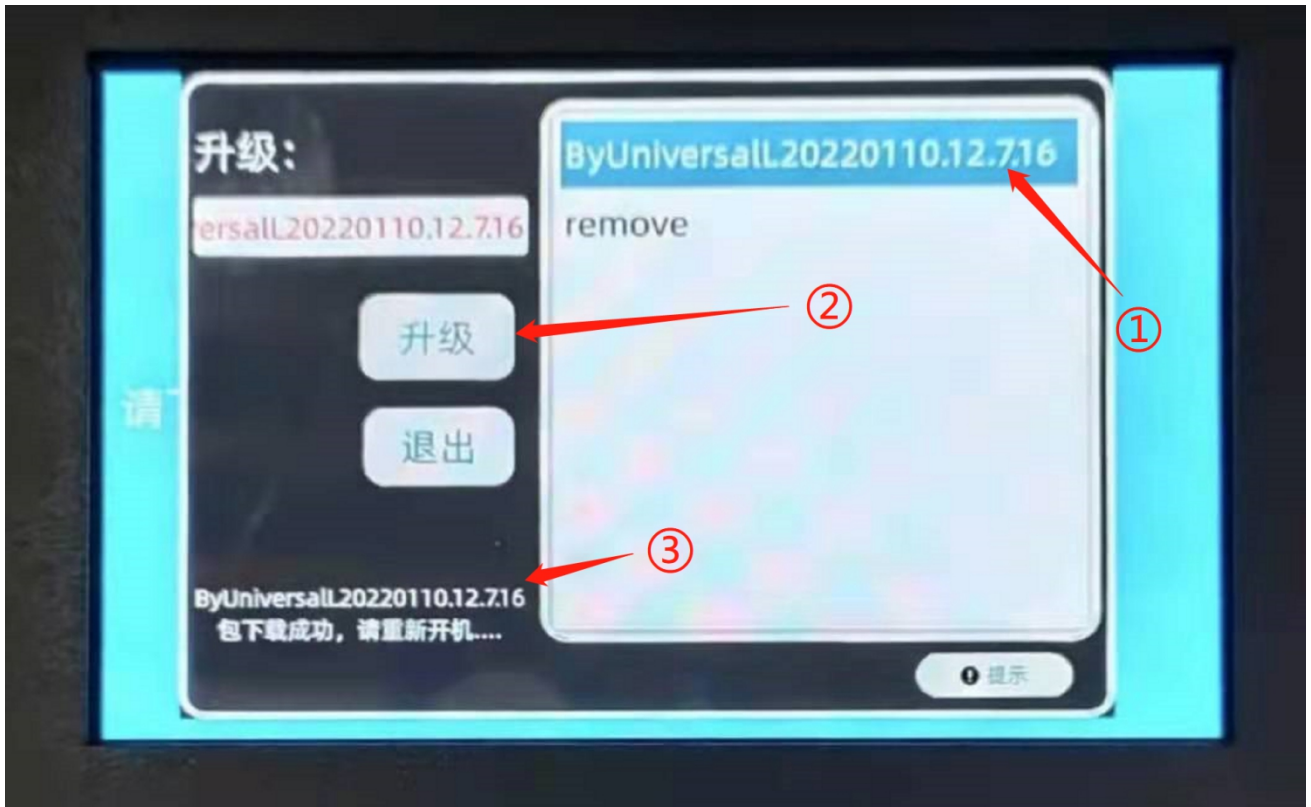 升级：
ersalL20220110.12.7.16
升级
退出
ByUniversalL20220110.12.7.16
包下载成功，请重新开机....
ByUniversalL20220110.12.7.16
remove
提示
请
①
②
③